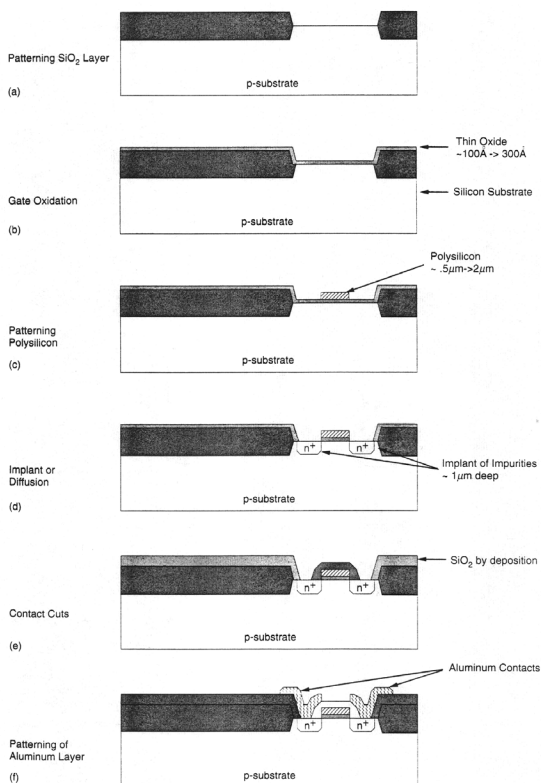 Patterning SiO2 Layer
(a)
p-substrate
Thin Oxide
~100Å -> 300Å
Gate Oxidation
Silicon Substrate
(b)
p-substrate
Polysilicon
~ .5μm->2μm
Patterning
Polysilicon
(c)
p-substrate
n+ n+
Implant or
Diffusion
Implant of Impurities
~ 1μm deep
(d)
p-substrate
SiO2 by deposition
n+ n+
Contact Cuts
(e)
p-substrate
Aluminum Contacts
n+ n+
Patterning of
Aluminum Layer
(f)
p-substrate